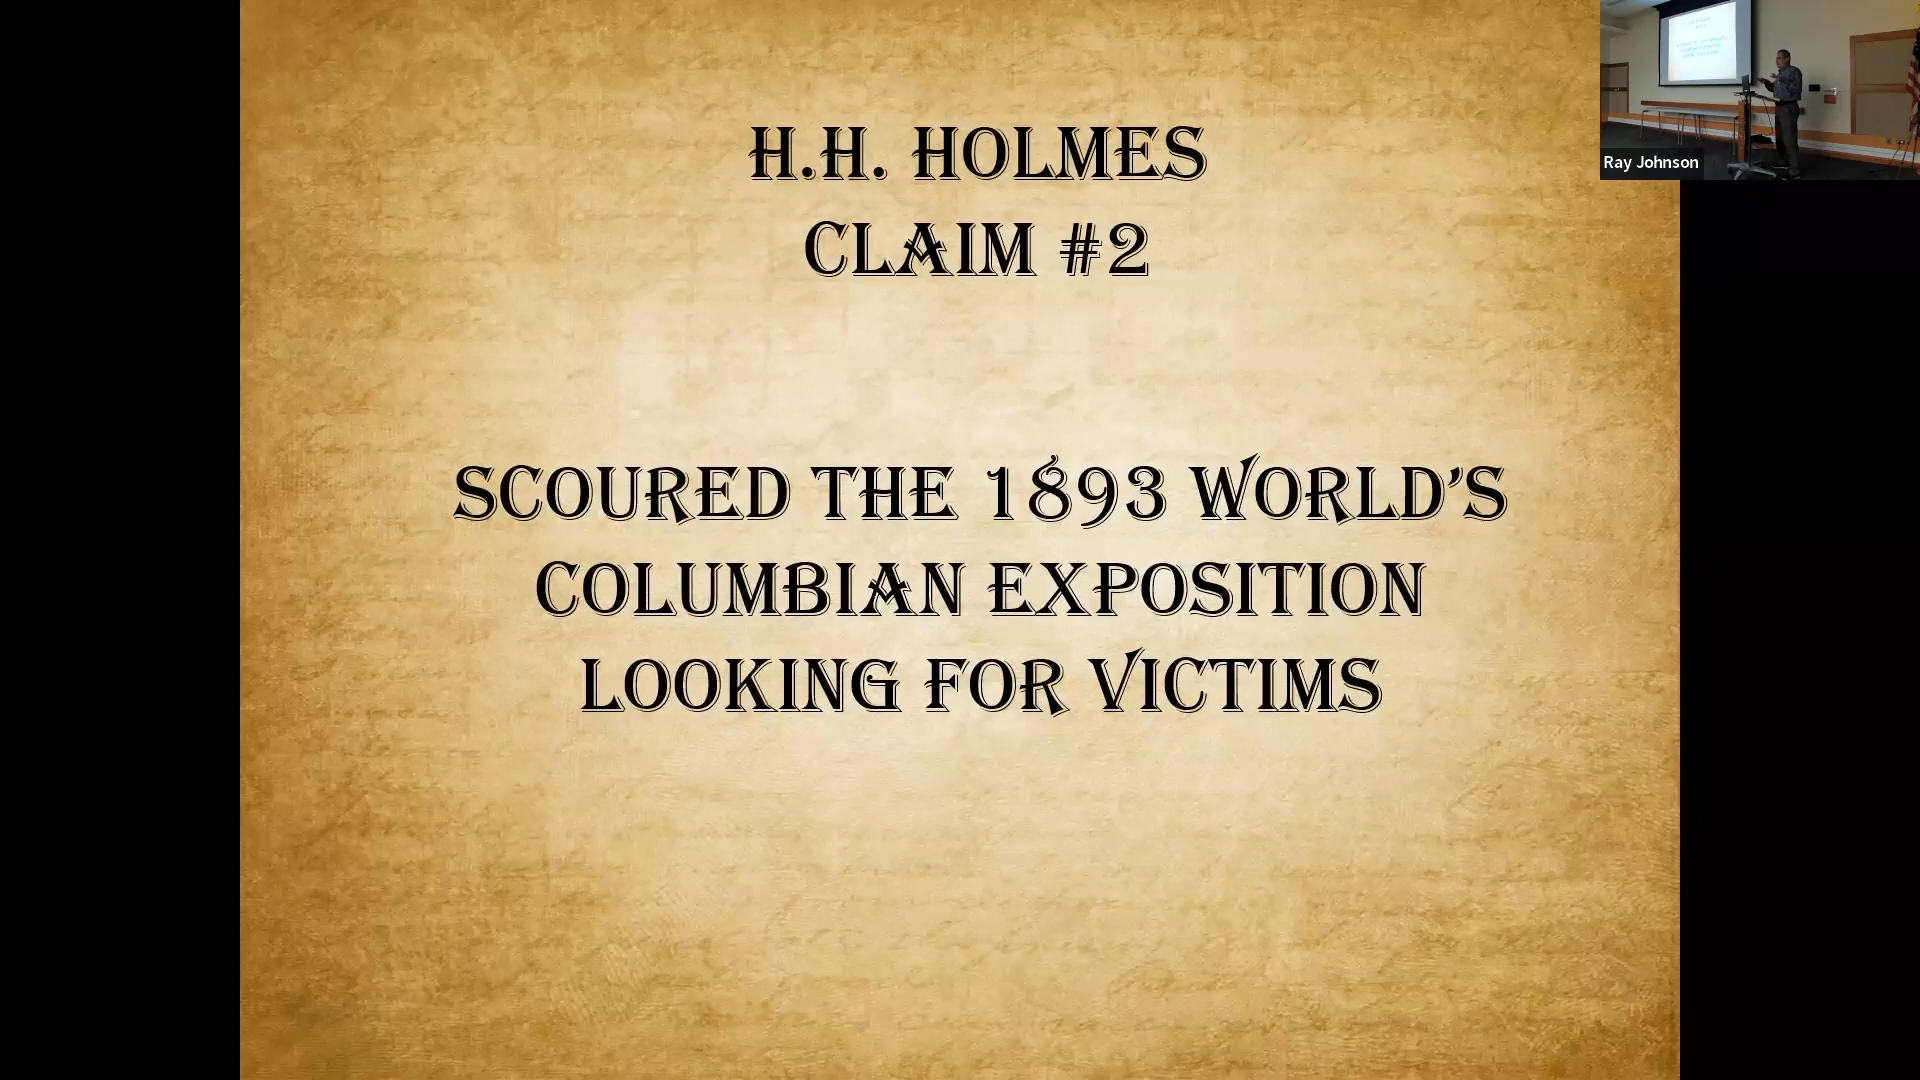 H.H. HOLMES
CLAIM #2
SCOURED THE 1893 WORLD'S
COLUMBIAN EXPOSITION
LOOKING FOR VICTIMS
Ray Johnson